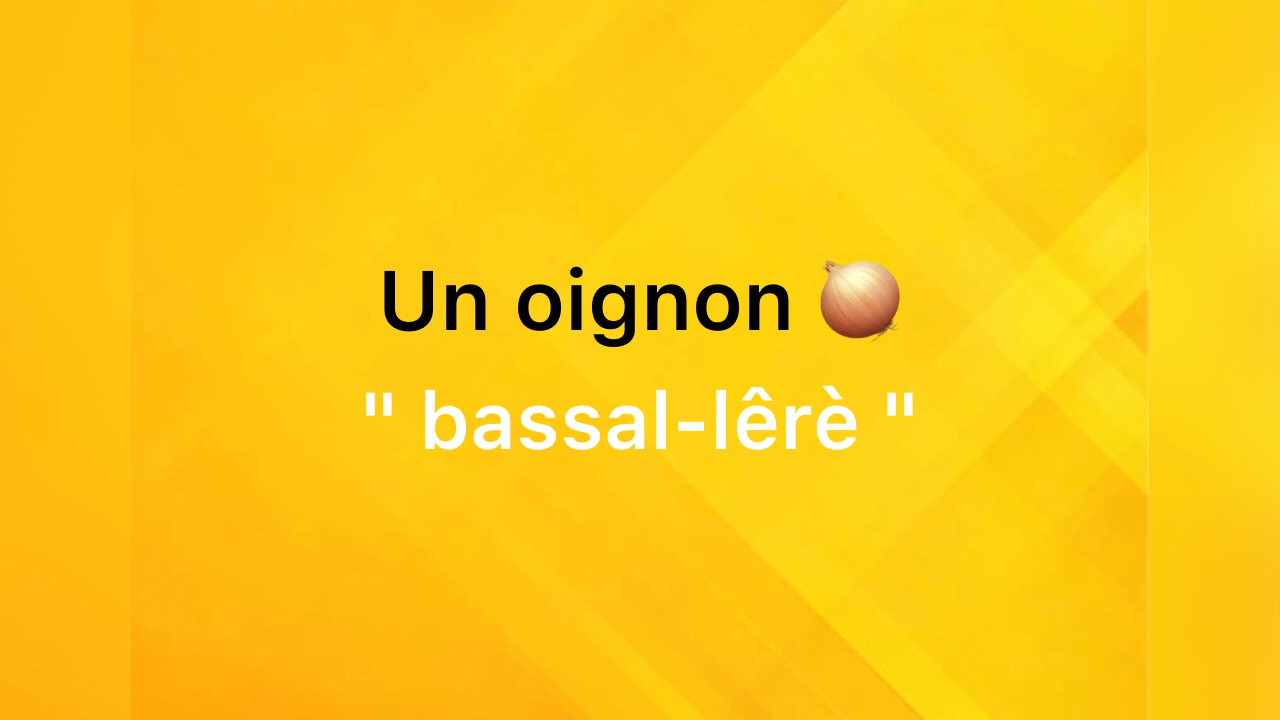 Un oignon 🧅
" bassal-lêrè "